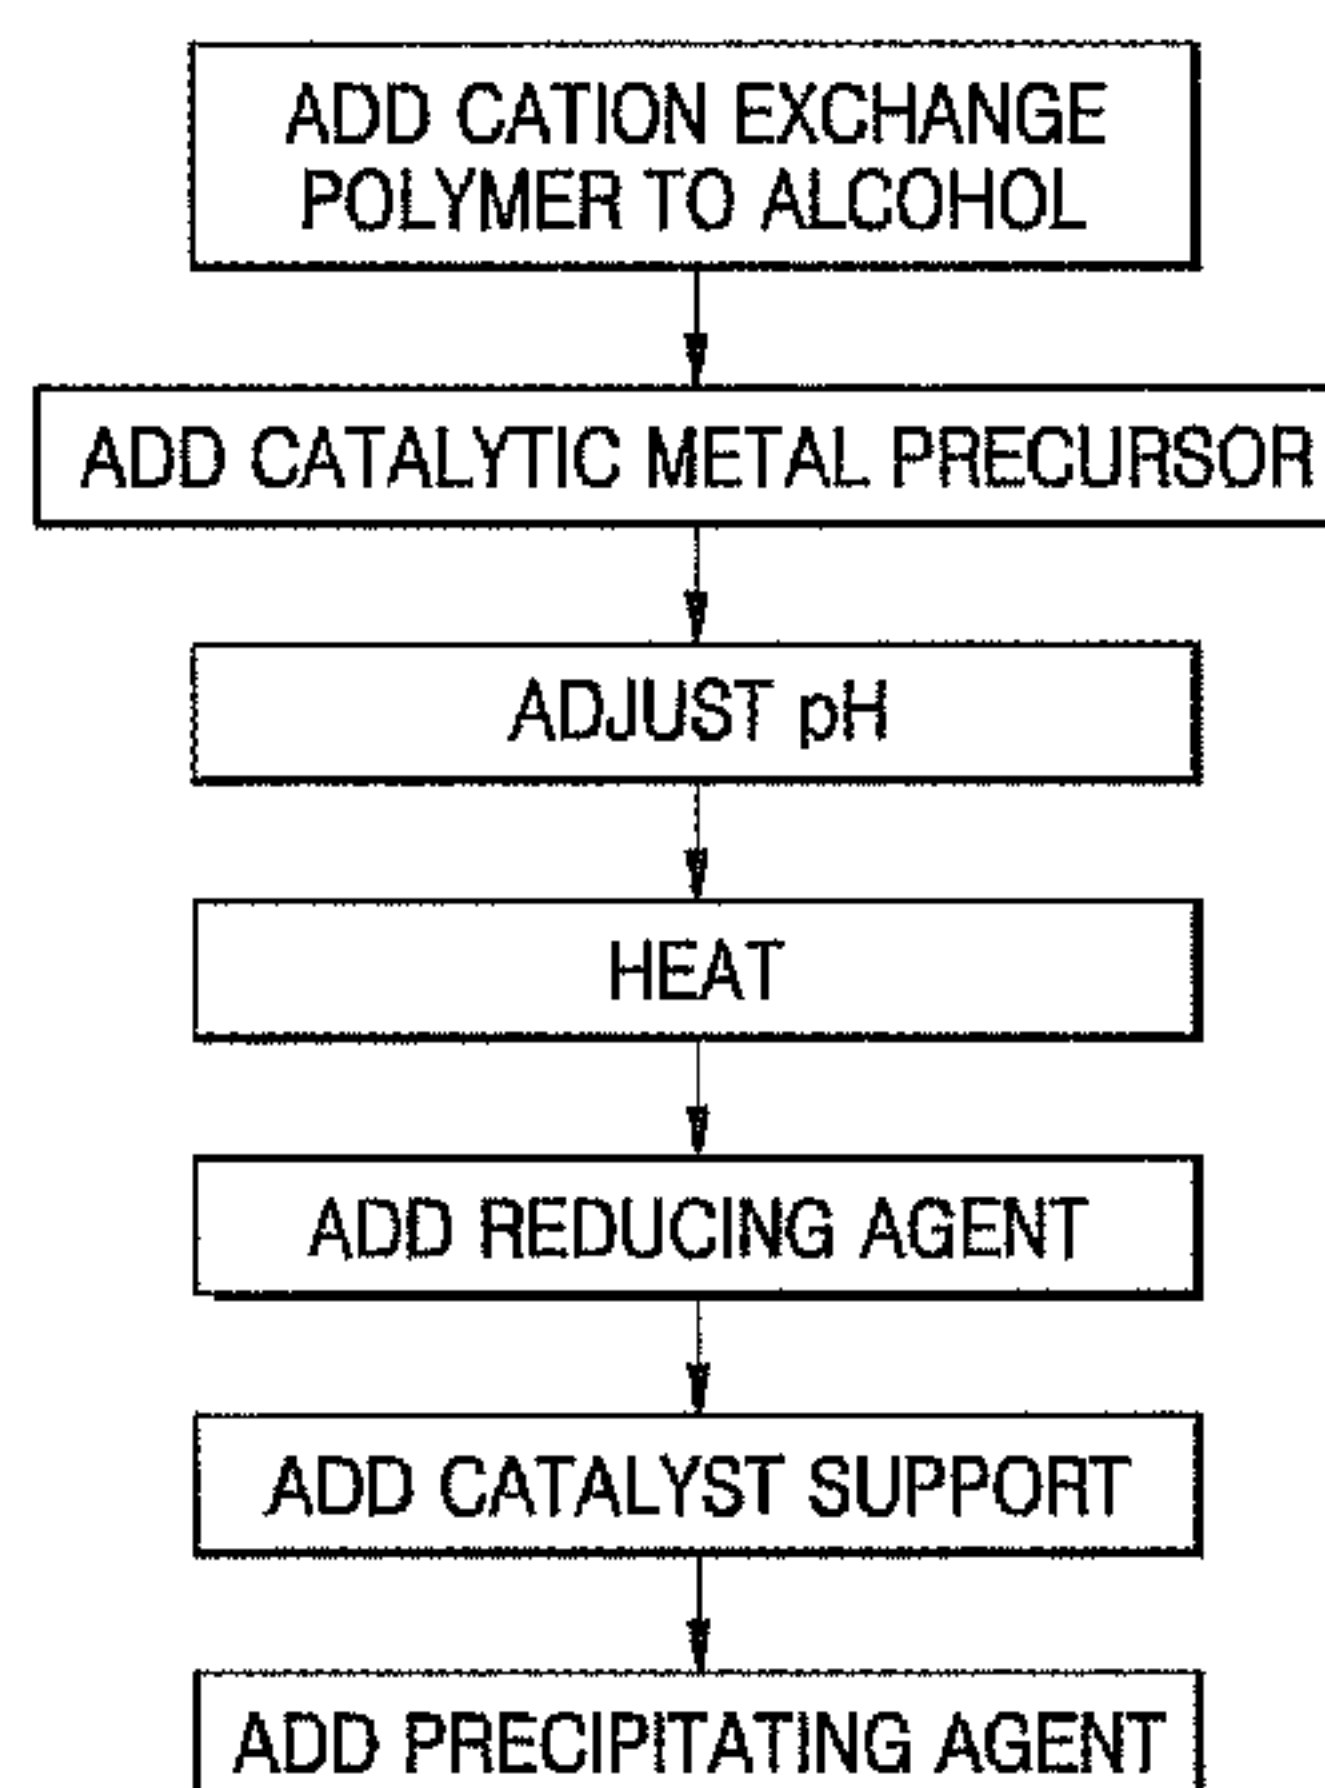 ADD CATION EXCHANGE
POLYMER TO ALCOHOL
ADD CATALYTIC METAL PRECURSOR
ADJUST pH
HEAT
ADD REDUCING AGENT
ADD CATALYST SUPPORT
ADD PRECIPITATING AGENT